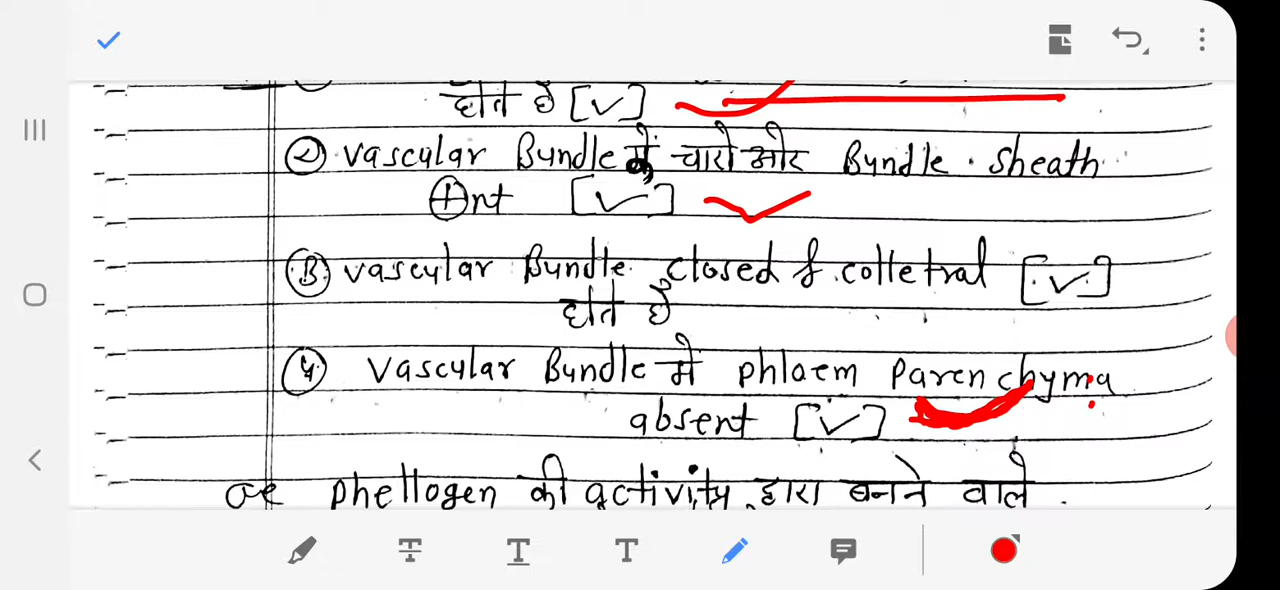 होते है [✓]
② Vascular Bundle के चारो ओर Bundle sheath
⊕nt [✓]
③ vascular Bundle closed & colletral [✓]
होते है
④ Vascular Bundle में phloem parenchyma
absent [✓]
phellogen की activity द्वारा बनने वाले
T T T